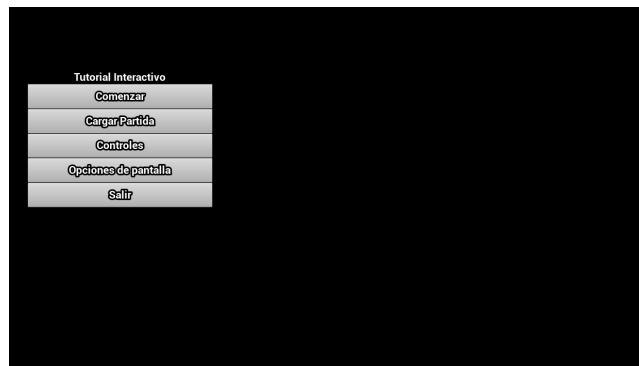 Tutorial Interactivo
Comenzar
Cargar Partida
Controles
Opciones de pantalla
Salir